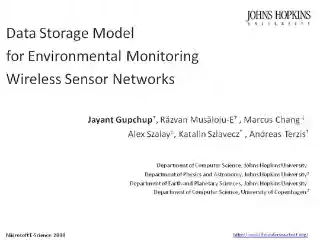 JOHNS HOPKINS
UNIVERSITY
Data Storage Model
for Environmental Monitoring
Wireless Sensor Networks
Jayant Gupchup†, Răzvan Musăloiu-E†, Marcus Chang
Alex Szalay‡, Katalin Szlavecz*, Andreas Terzis†
Department of Computer Science, Johns Hopkins University
Department of Physics and Astronomy, Johns Hopkins University
Department of Earth and Planetary Sciences, Johns Hopkins University
Department of Computer Science, University of Copenhagen
Microsoft E-Science 2008